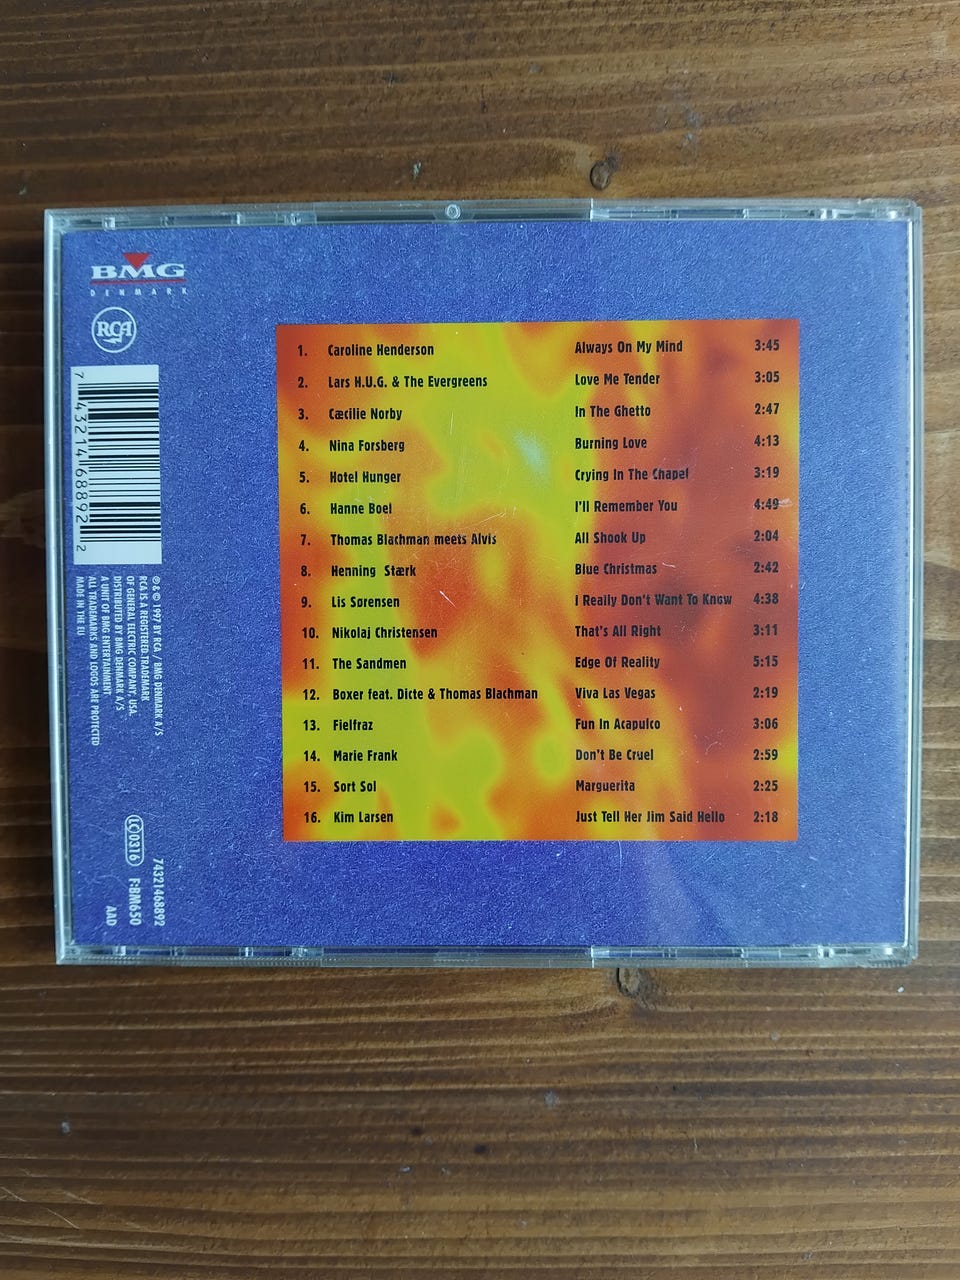 BMG
DENMARK
RCA
7 43214 68892 2
℗ & © 1997 BY RCA / BMG DENMARK A/S
RCA IS A REGISTERED TRADEMARK
OF GENERAL ELECTRIC COMPANY, USA.
DISTRIBUTED BY BMG DENMARK A/S
A UNIT OF BMG ENTERTAINMENT
ALL TRADEMARKS AND LOGOS ARE PROTECTED
MADE IN THE EU
74321468892
LC 0316 F:BM650
AAD
1. Caroline Henderson Always On My Mind 3:45
2. Lars H.U.G. & The Evergreens Love Me Tender 3:05
3. Cæcilie Norby In The Ghetto 2:47
4. Nina Forsberg Burning Love 4:13
5. Hotel Hunger Crying In The Chapel 3:19
6. Hanne Boel I'll Remember You 4:49
7. Thomas Blachman meets Alvis All Shook Up 2:04
8. Henning Stærk Blue Christmas 2:42
9. Lis Sørensen I Really Don't Want To Know 4:38
10. Nikolaj Christensen That's All Right 3:11
11. The Sandmen Edge Of Reality 5:15
12. Boxer feat. Dicte & Thomas Blachman Viva Las Vegas 2:19
13. Fielfraz Fun In Acapulco 3:06
14. Marie Frank Don't Be Cruel 2:59
15. Sort Sol Marguerita 2:25
16. Kim Larsen Just Tell Her Jim Said Hello 2:18